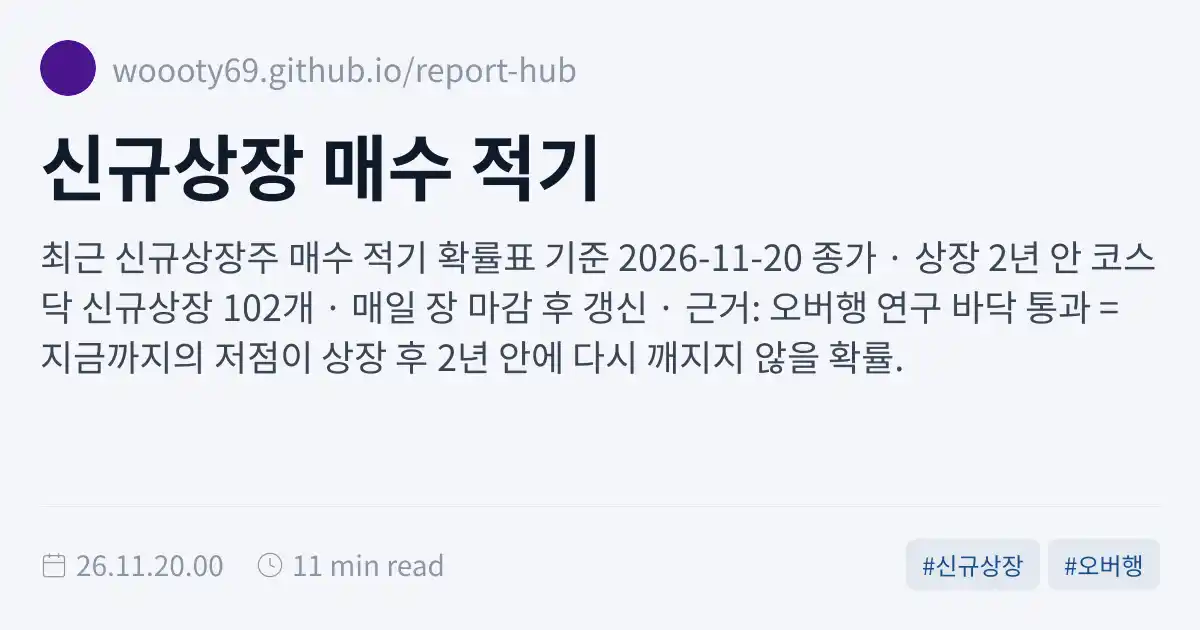 woooty69.github.io/report-hub
신규상장 매수 적기
최근 신규상장주 매수 적기 확률표 기준 2026-11-20 종가 · 상장 2년 안 코스
닥 신규상장 102개 · 매일 장 마감 후 갱신 · 근거: 오버행 연구 바닥 통과 =
지금까지의 저점이 상장 후 2년 안에 다시 깨지지 않을 확률.
26.11.20.00
11 min read
#신규상장
#오버행